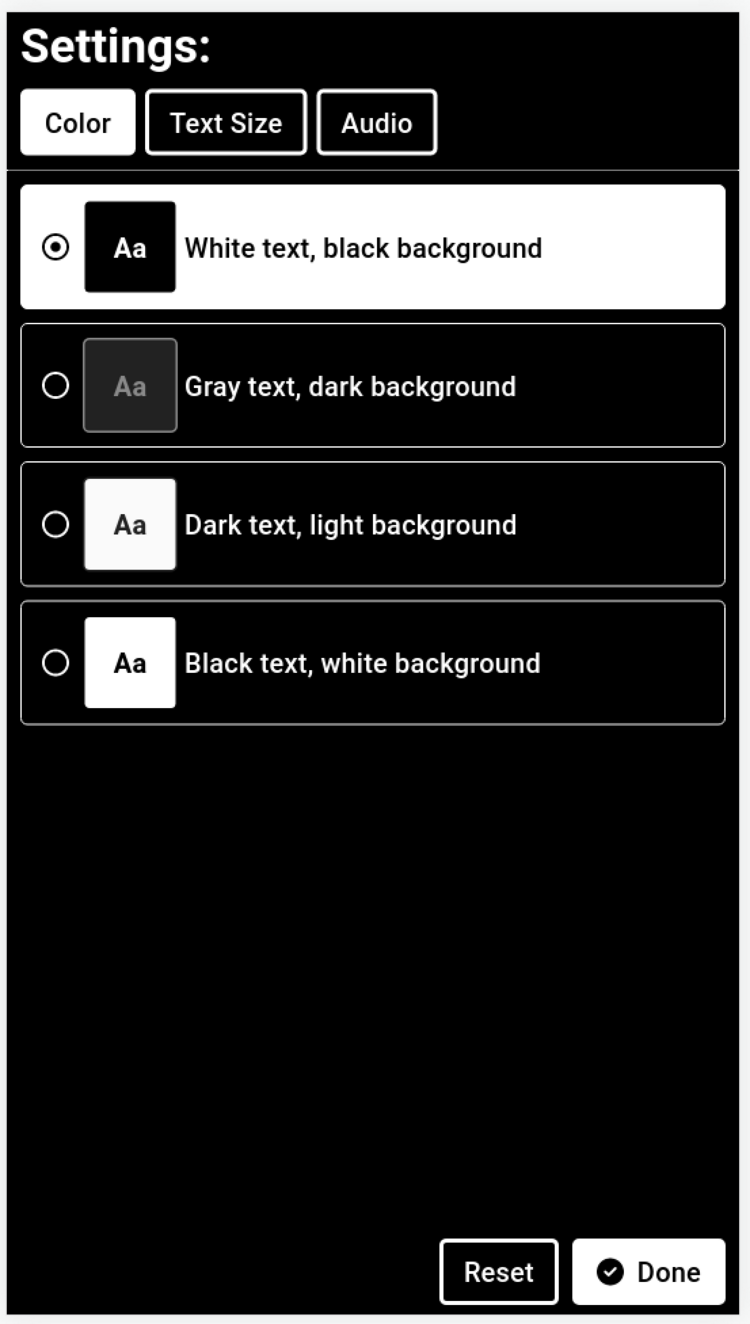 Settings:
Color Text Size Audio
Aa White text, black background
Aa Gray text, dark background
Aa Dark text, light background
Aa Black text, white background
Reset Done